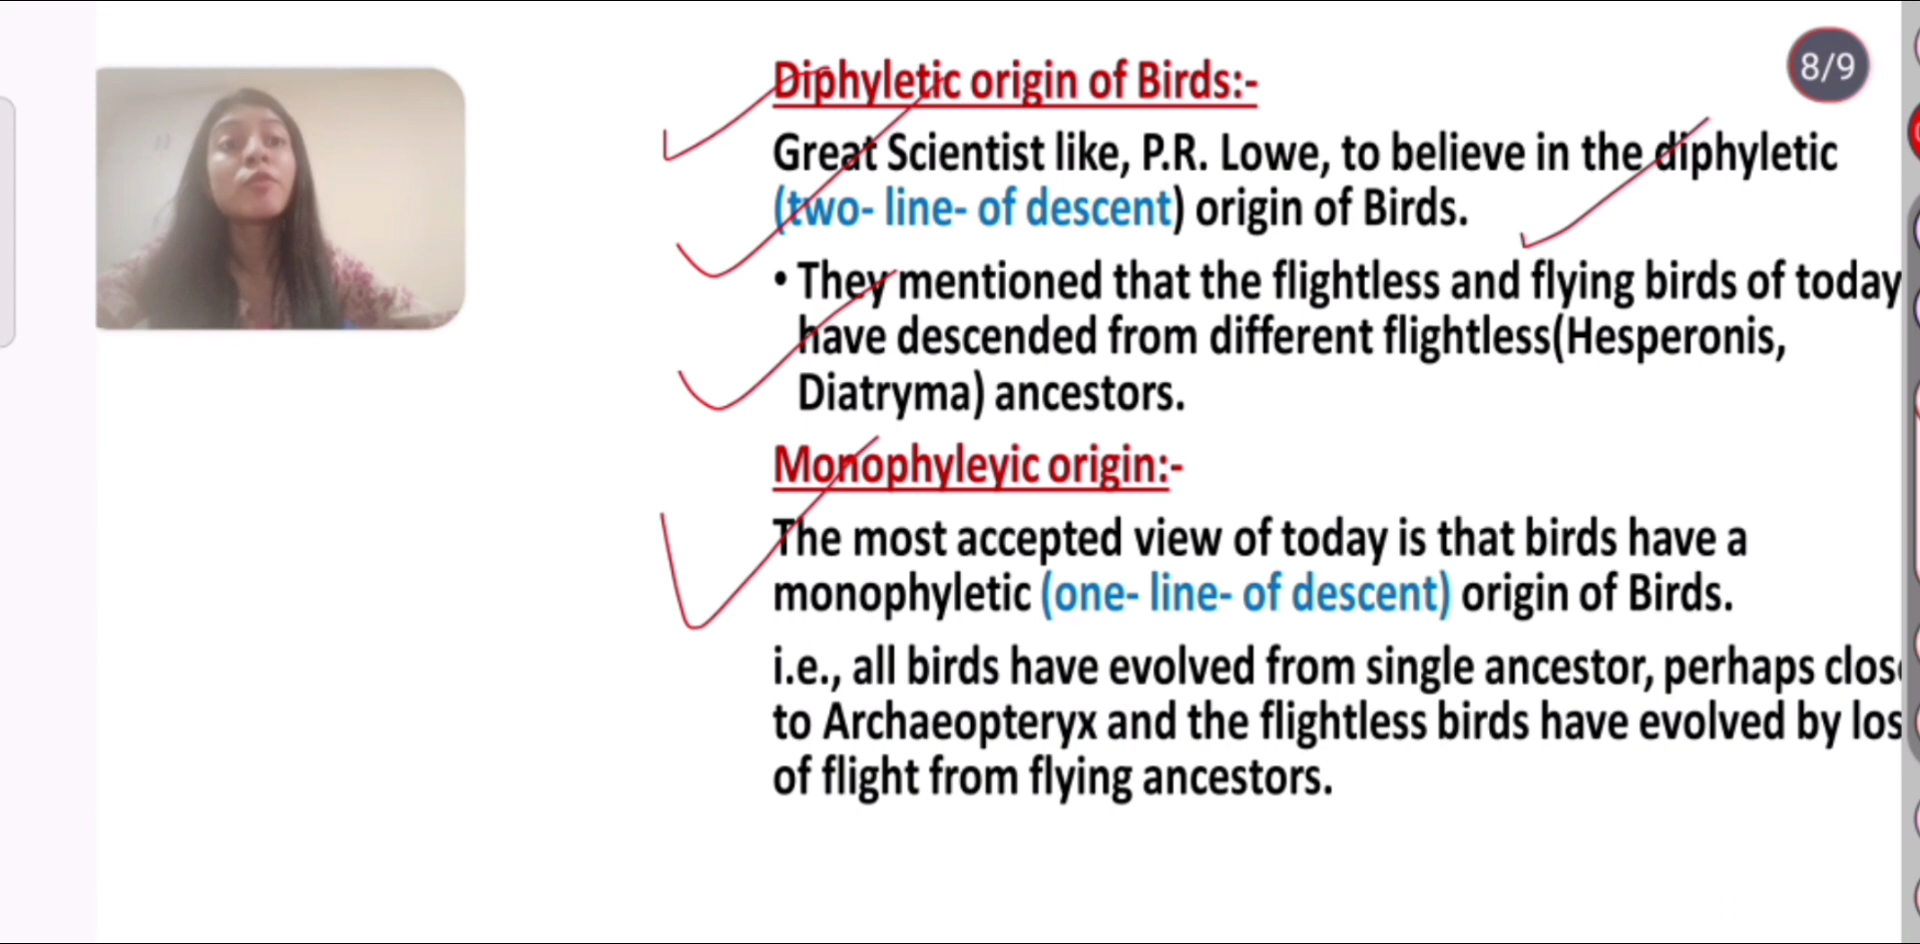 8/9
Diphyletic origin of Birds:-
Great Scientist like, P.R. Lowe, to believe in the diphyletic
(two- line- of descent) origin of Birds.
• They mentioned that the flightless and flying birds of today
have descended from different flightless(Hesperonis,
Diatryma) ancestors.
Monophyleyic origin:-
The most accepted view of today is that birds have a
monophyletic (one- line- of descent) origin of Birds.
i.e., all birds have evolved from single ancestor, perhaps
to Archaeopteryx and the flightless birds have evolved by
of flight from flying ancestors.